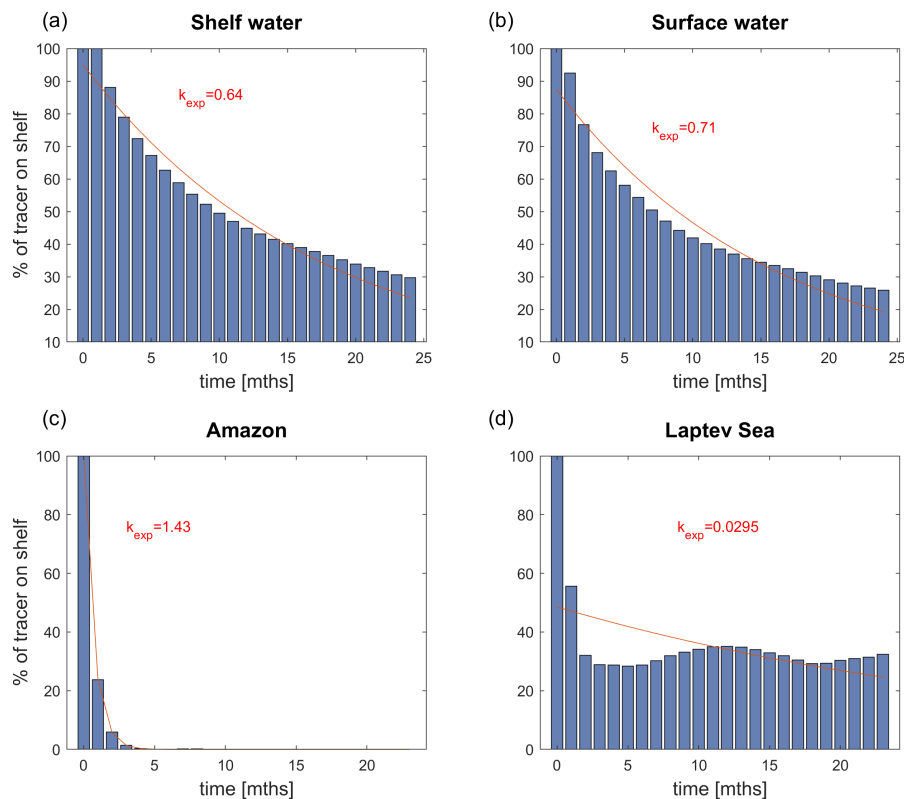 (a)
Shelf water
100
90
80
70
60
50
40
30
20
10
% of tracer on shelf
k_exp=0.64
0 5 10 15 20 25
time [mths]
(b)
Surface water
100
90
80
70
60
50
40
30
20
10
k_exp=0.71
0 5 10 15 20 25
time [mths]
(c)
Amazon
100
80
60
40
20
0
% of tracer on shelf
k_exp=1.43
0 5 10 15 20
time [mths]
(d)
Laptev Sea
100
80
60
40
20
0
k_exp=0.0295
0 5 10 15 20
time [mths]